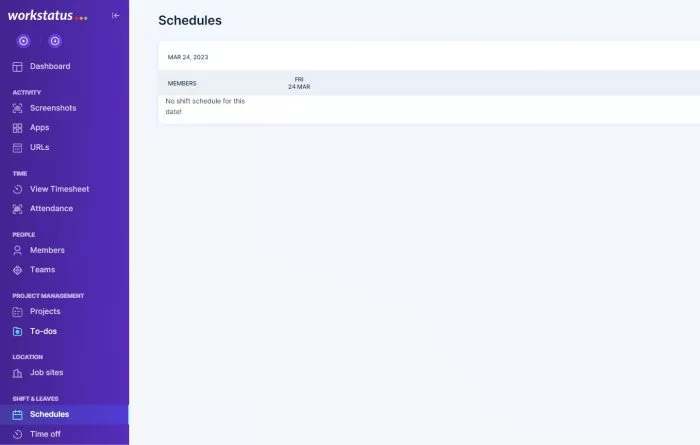 workstatus
Dashboard
ACTIVITY
Screenshots
Apps
URLs
TIME
View Timesheet
Attendance
PEOPLE
Members
Teams
PROJECT MANAGEMENT
Projects
To-dos
LOCATION
Job sites
SHIFT & LEAVES
Schedules
Time off
Schedules
MAR 24, 2023
MEMBERS
FRI
24 MAR
No shift schedule for this
date!